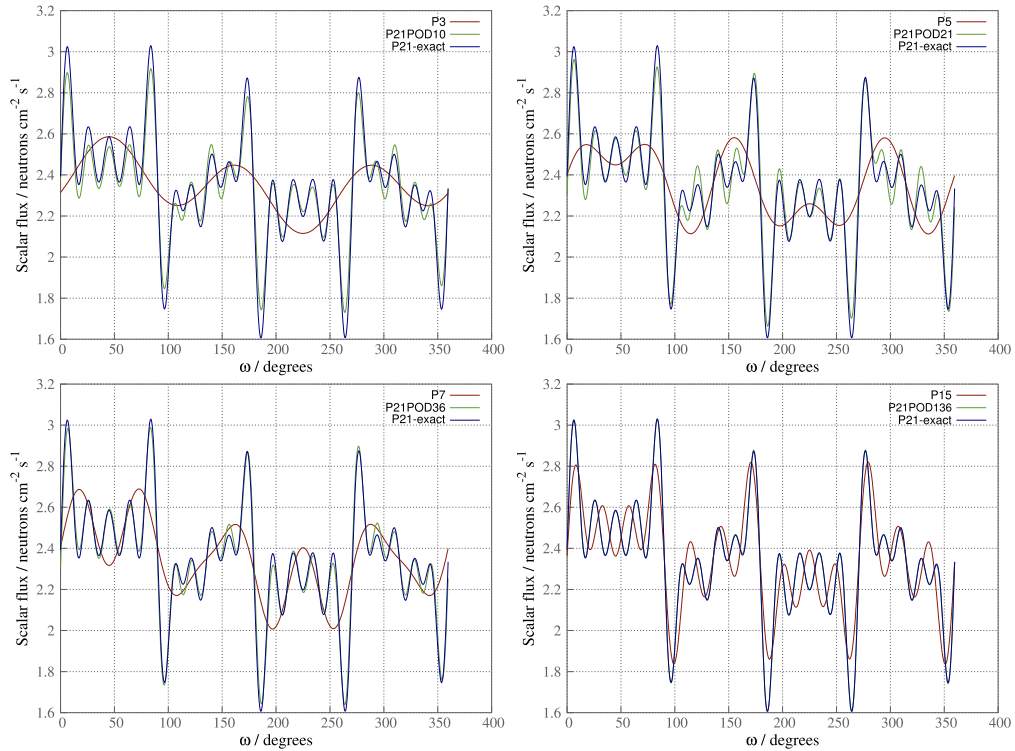 3.2
3
2.8
2.6
2.4
2.2
2
1.8
1.6
0 50 100 150 200 250 300 350 400
Scalar flux / neutrons cm-2 s-1
ω / degrees
P3
P21POD10
P21-exact
3.2
3
2.8
2.6
2.4
2.2
2
1.8
1.6
0 50 100 150 200 250 300 350 400
Scalar flux / neutrons cm-2 s-1
ω / degrees
P5
P21POD21
P21-exact
3.2
3
2.8
2.6
2.4
2.2
2
1.8
1.6
0 50 100 150 200 250 300 350 400
Scalar flux / neutrons cm-2 s-1
ω / degrees
P7
P21POD36
P21-exact
3.2
3
2.8
2.6
2.4
2.2
2
1.8
1.6
0 50 100 150 200 250 300 350 400
Scalar flux / neutrons cm-2 s-1
ω / degrees
P15
P21POD136
P21-exact